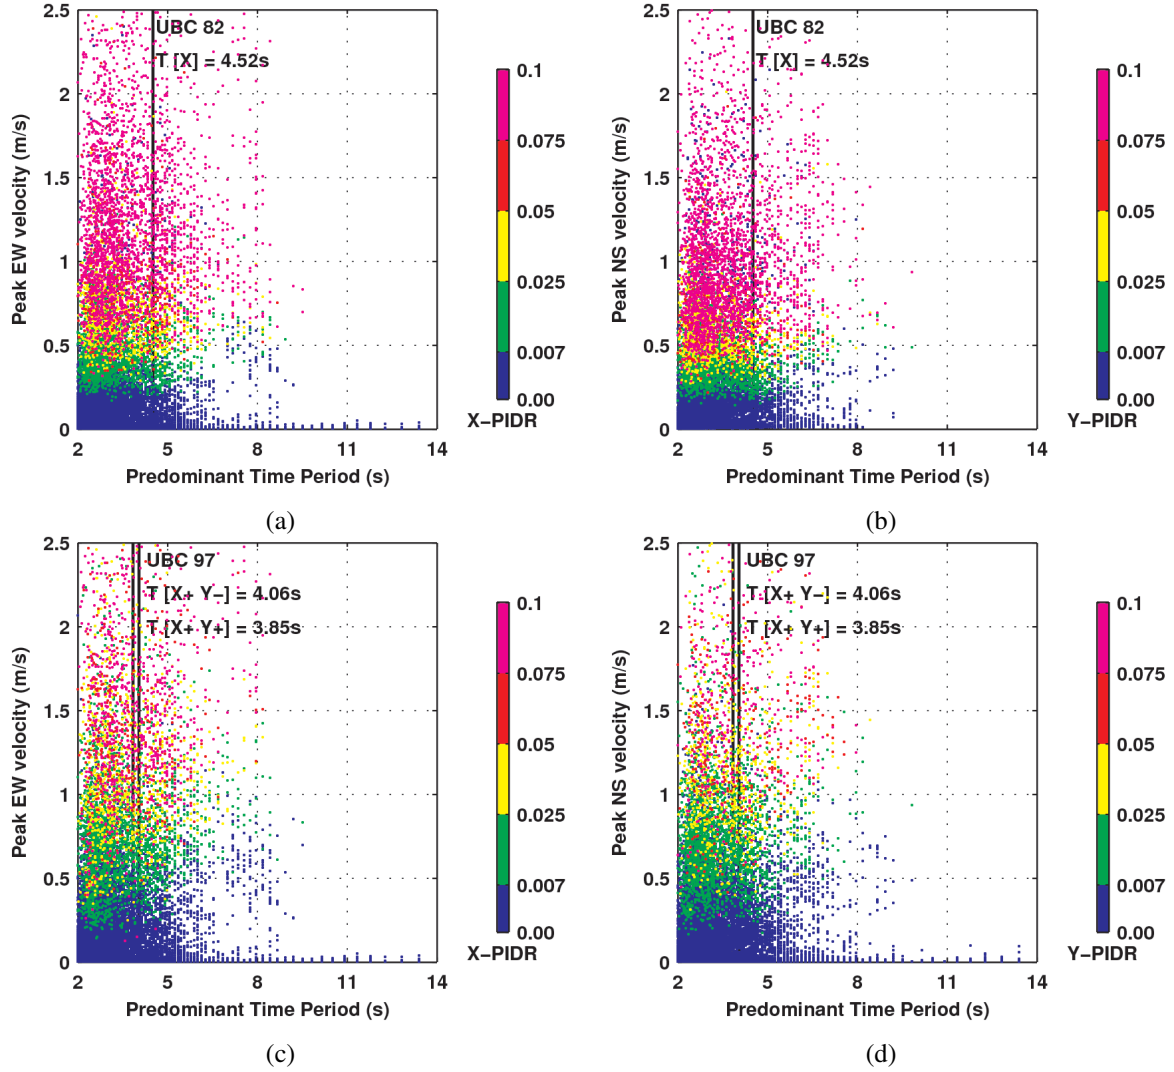 2.5
2
1.5
1
0.5
0
Peak EW velocity (m/s)
UBC 82
T [X] = 4.52s
2 5 8 11 14
Predominant Time Period (s)
0.1
0.075
0.05
0.025
0.007
0.00
X−PIDR
(a)
2.5
2
1.5
1
0.5
0
Peak NS velocity (m/s)
UBC 82
T [X] = 4.52s
2 5 8 11 14
Predominant Time Period (s)
0.1
0.075
0.05
0.025
0.007
0.00
Y−PIDR
(b)
2.5
2
1.5
1
0.5
0
Peak EW velocity (m/s)
UBC 97
T [X+ Y−] = 4.06s
T [X+ Y+] = 3.85s
2 5 8 11 14
Predominant Time Period (s)
0.1
0.075
0.05
0.025
0.007
0.00
X−PIDR
(c)
2.5
2
1.5
1
0.5
0
Peak NS velocity (m/s)
UBC 97
T [X+ Y−] = 4.06s
T [X+ Y+] = 3.85s
2 5 8 11 14
Predominant Time Period (s)
0.1
0.075
0.05
0.025
0.007
0.00
Y−PIDR
(d)